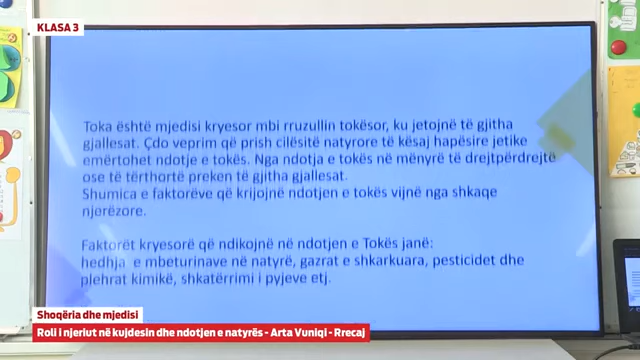 KLASA 3
Toka është mjedisi kryesor mbi rruzullin tokësor, ku jetojnë të gjitha
gjallesat. Çdo veprim që prish cilësitë natyrore të kësaj hapësire jetike
emërtohet ndotje e tokës. Nga ndotja e tokës në mënyrë të drejtpërdrejtë
ose të tërthortë preken të gjitha gjallesat.
Shumica e faktorëve që krijojnë ndotjen e tokës vijnë nga shkaqe
njerëzore.
Faktorët kryesorë që ndikojnë në ndotjen e Tokës janë:
hedhja e mbeturinave në natyrë, gazrat e shkarkuara, pesticidet dhe
plehrat kimikë, shkatërrimi i pyjeve etj.
Shoqëria dhe mjedisi
Roli i njeriut në kujdesin dhe ndotjen e natyrës - Arta Vuniqi - Rrecaj